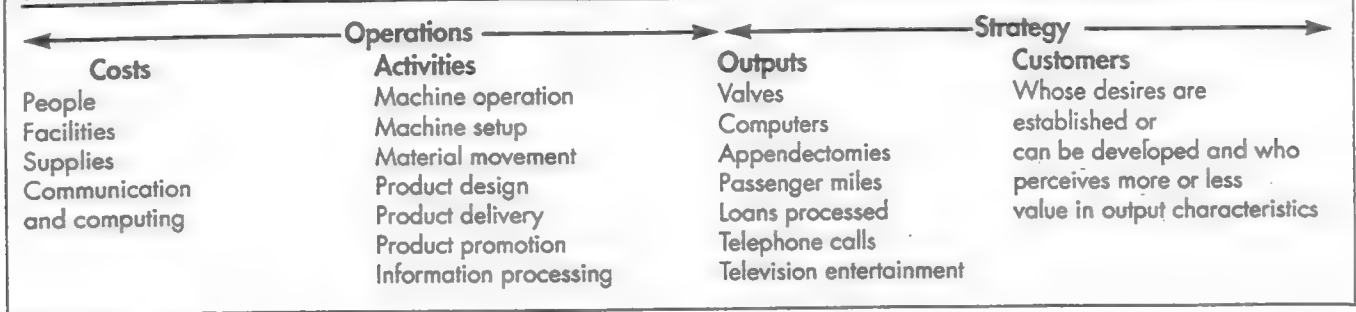 Operations
Strategy
Costs
People
Facilities
Supplies
Communication
and computing
Activities
Machine operation
Machine setup
Material movement
Product design
Product delivery
Product promotion
Information processing
Outputs
Valves
Computers
Appendectomies
Passenger miles
Loans processed
Telephone calls
Television entertainment
Customers
Whose desires are
established or
can be developed and who
perceives more or less
value in output characteristics